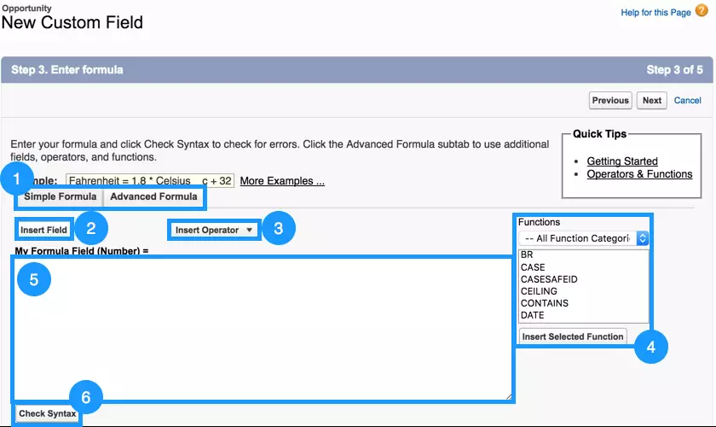 Opportunity
New Custom Field
Help for this Page ?
Step 3. Enter formula
Step 3 of 5
Previous Next Cancel
Enter your formula and click Check Syntax to check for errors. Click the Advanced Formula subtab to use additional
fields, operators, and functions.
Quick Tips
Getting Started
Operators & Functions
1
Fahrenheit = 1.8 * Celsius__c + 32 More Examples ...
Simple Formula Advanced Formula
Insert Field 2
Insert Operator 3
Functions
-- All Function Categori
My Formula Field (Number) =
5
BR
CASE
CASESAFEID
CEILING
CONTAINS
DATE
Insert Selected Function
4
6
Check Syntax